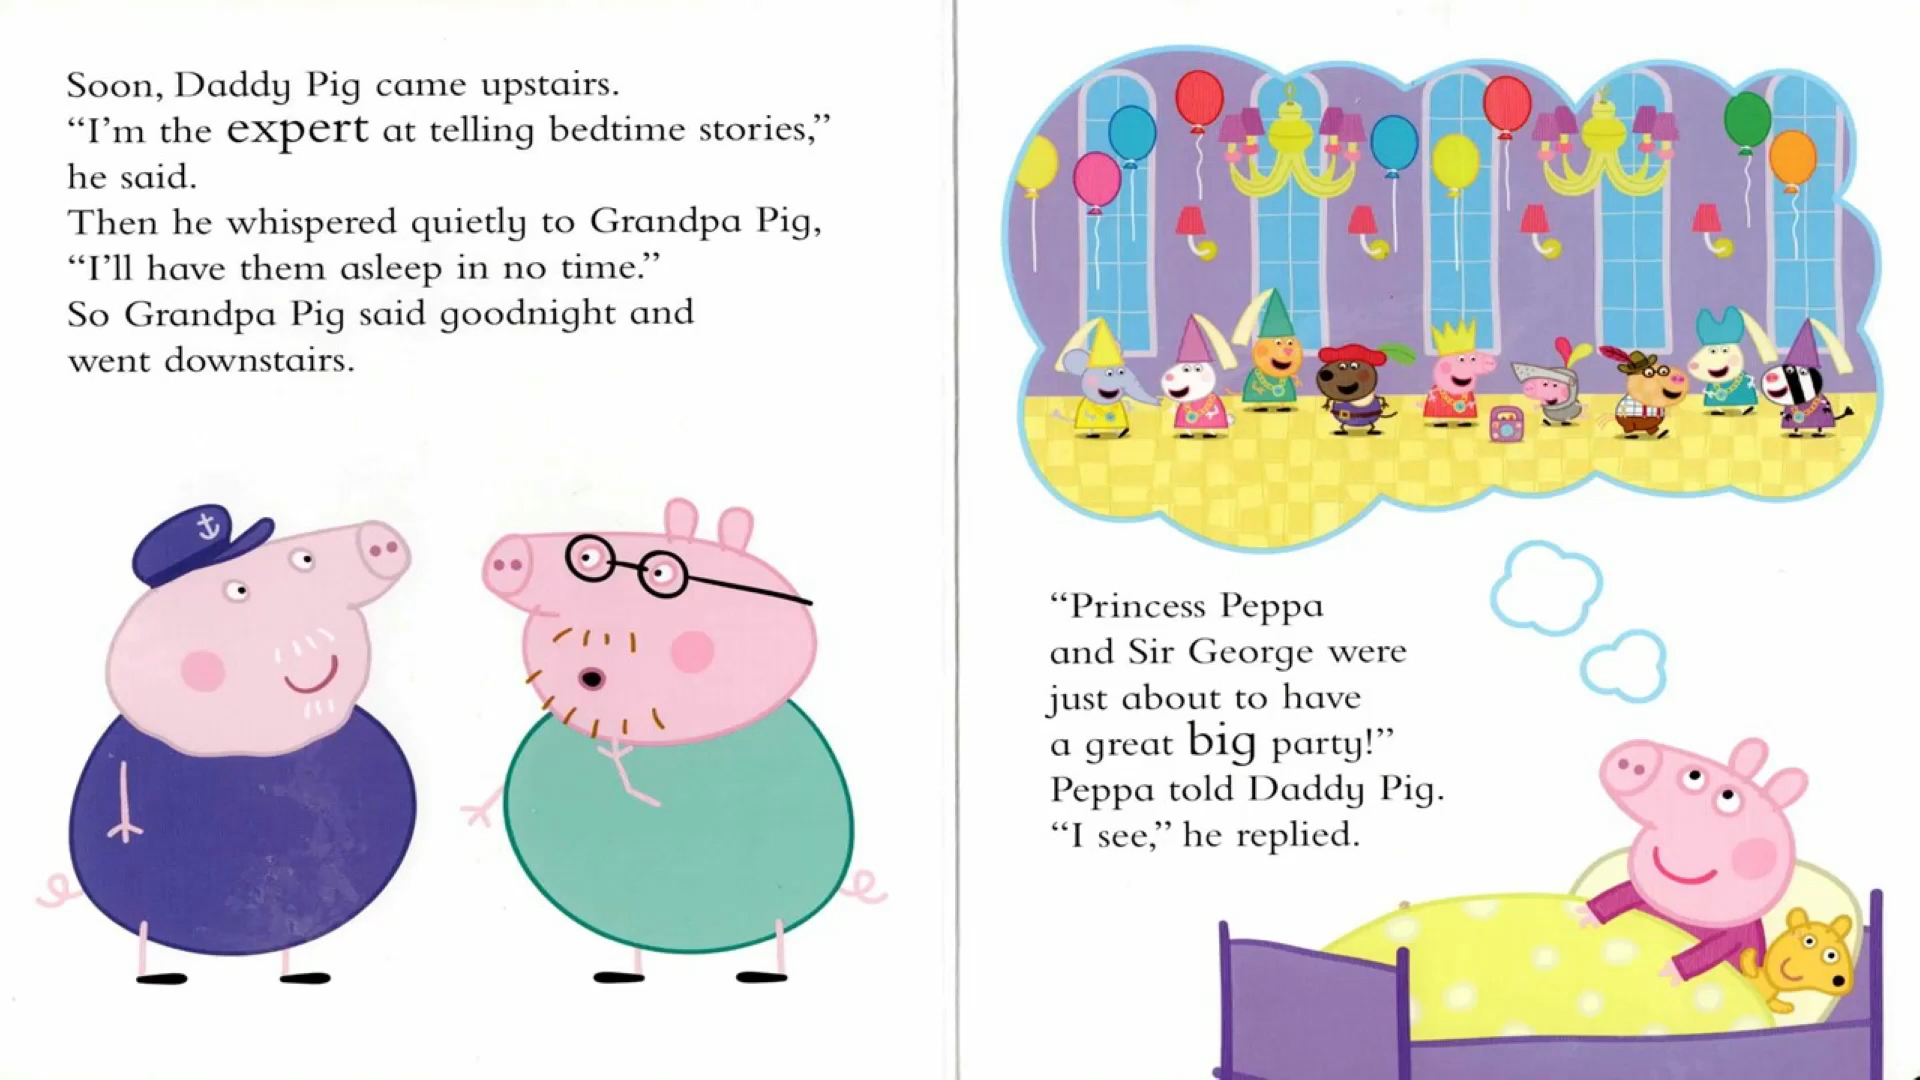 Soon, Daddy Pig came upstairs.
“I’m the expert at telling bedtime stories,”
he said.
Then he whispered quietly to Grandpa Pig,
“I’ll have them asleep in no time.”
So Grandpa Pig said goodnight and
went downstairs.
“Princess Peppa
and Sir George were
just about to have
a great big party!”
Peppa told Daddy Pig.
“I see,” he replied.